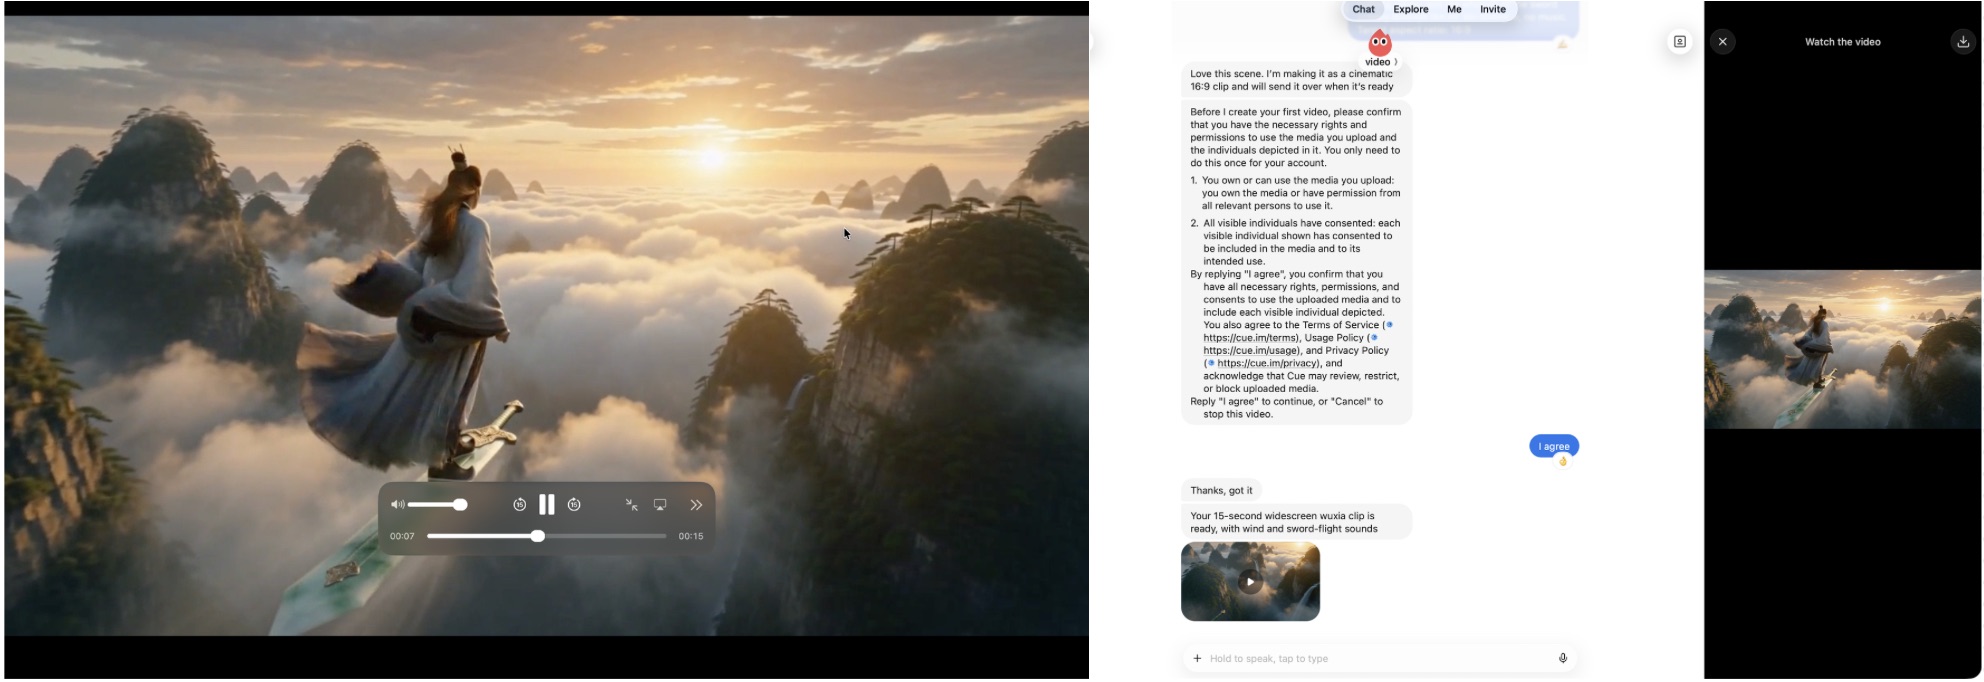 00:07
00:15
Chat
Explore
Me
Invite
video
Love this scene. I'm making it as a cinematic
16:9 clip and will send it over when it's ready
Before I create your first video, please confirm
that you have the necessary rights and
permissions to use the media you upload and
the individuals depicted in it. You only need to
do this once for your account.
1. You own or can use the media you upload:
you own the media or have permission from
all relevant persons to use it.
2. All visible individuals have consented: each
visible individual shown has consented to
be included in the media and to its
intended use.
By replying "I agree", you confirm that you
have all necessary rights, permissions, and
consents to use the uploaded media and to
include each visible individual depicted.
You also agree to the Terms of Service (
https://cue.im/terms), Usage Policy (
https://cue.im/usage), and Privacy Policy
( https://cue.im/privacy), and
acknowledge that Cue may review, restrict,
or block uploaded media.
Reply "I agree" to continue, or "Cancel" to
stop this video.
I agree
Thanks, got it
Your 15-second widescreen wuxia clip is
ready, with wind and sword-flight sounds
Hold to speak, tap to type
Watch the video